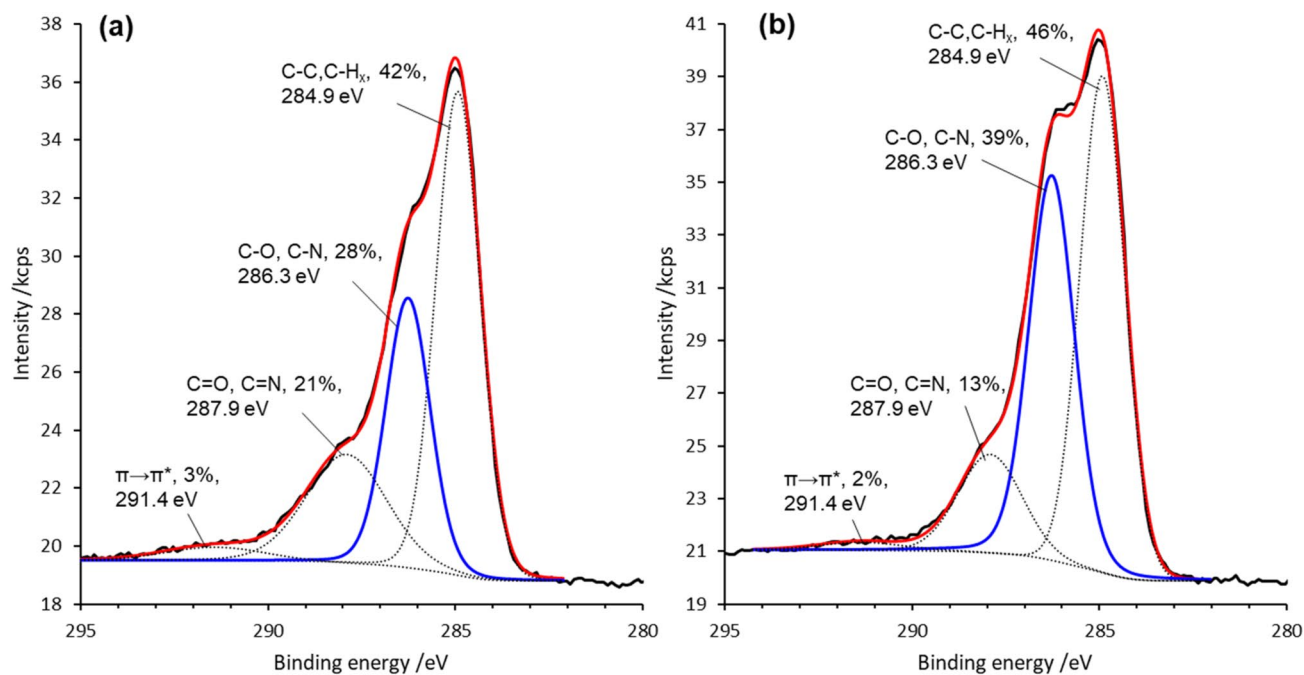 (a)
38
36
34
32
30
28
26
24
22
20
18
Intensity /kcps
C-C,C-Hx, 42%,
284.9 eV
C-O, C-N, 28%,
286.3 eV
C=O, C=N, 21%,
287.9 eV
π→π*, 3%,
291.4 eV
295
290
285
280
Binding energy /eV
(b)
41
39
37
35
33
31
29
27
25
23
21
19
Intensity /kcps
C-C,C-Hx, 46%,
284.9 eV
C-O, C-N, 39%,
286.3 eV
C=O, C=N, 13%,
287.9 eV
π→π*, 2%,
291.4 eV
295
290
285
280
Binding energy /eV